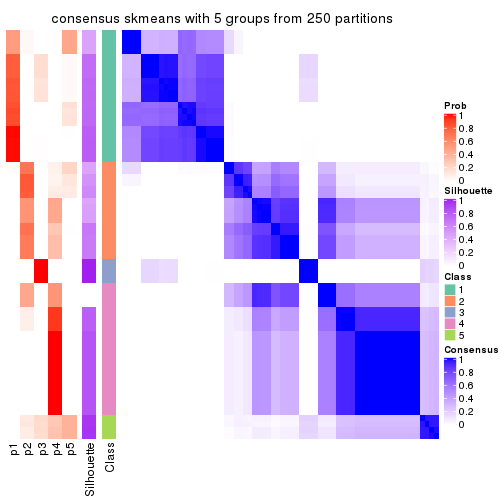 consensus skmeans with 5 groups from 250 partitions
Prob
1
0.8
0.6
0.4
0.2
0
Silhouette
1
0.8
0.6
0.4
0.2
0
Class
1
2
3
4
5
Consensus
1
0.8
0.6
0.4
0.2
0
p1
p2
p3
p4
p5
Silhouette
Class